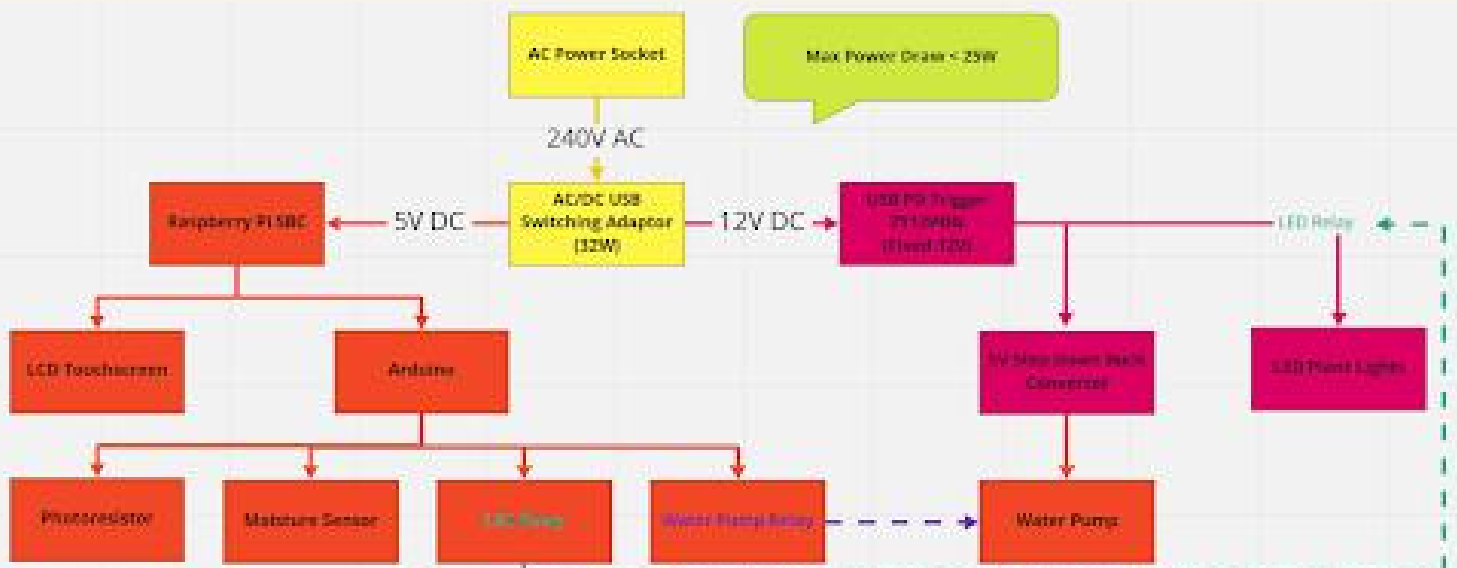 AC Power Socket
Max Power Draw < 25W
240V AC
Raspberry Pi SBC
5V DC
AC/DC USB
Switching Adaptor
(32W)
12V DC
USB PD Trigger
(Fixed 12V)
LED Relay
LCD Touchscreen
Arduino
5V Step Down Buck
Converter
LED Plant Lights
Photoresistor
Moisture Sensor
LED Relay
Water Pump Relay
Water Pump